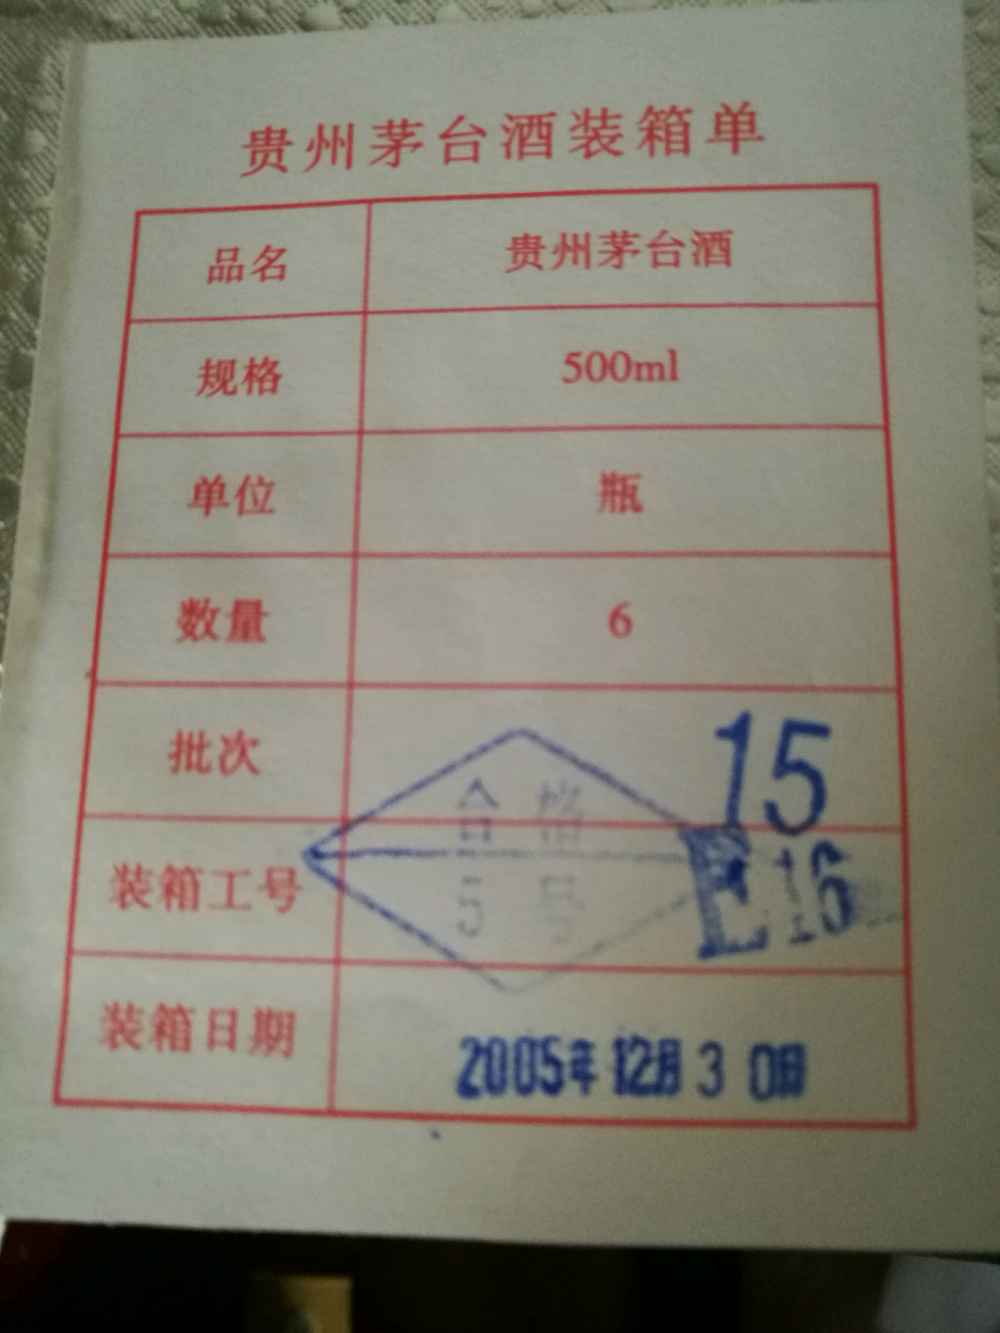 贵州茅台酒装箱单
品名 贵州茅台酒
规格 500ml
单位 瓶
数量 6
批次 15
合格
装箱工号 E16
5号
装箱日期 2005年12月30日